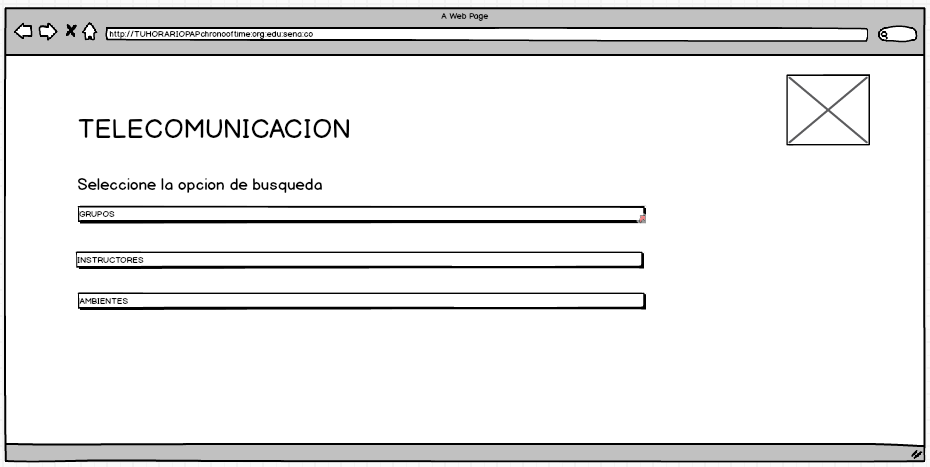 A Web Page
http://TUHORARIOPAPchronooftime.org.edu.sena.co
TELECOMUNICACION
Seleccione la opcion de busqueda
GRUPOS
INSTRUCTORES
AMBIENTES